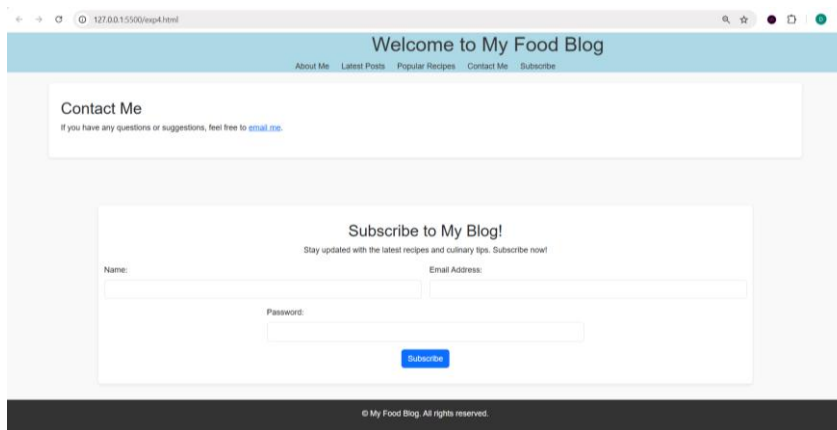 127.0.0.1:5500/exp4.html
Welcome to My Food Blog
About Me Latest Posts Popular Recipes Contact Me Subscribe
Contact Me
If you have any questions or suggestions, feel free to email me.
Subscribe to My Blog!
Stay updated with the latest recipes and culinary tips. Subscribe now!
Name: Email Address:
Password:
Subscribe
© My Food Blog. All rights reserved.